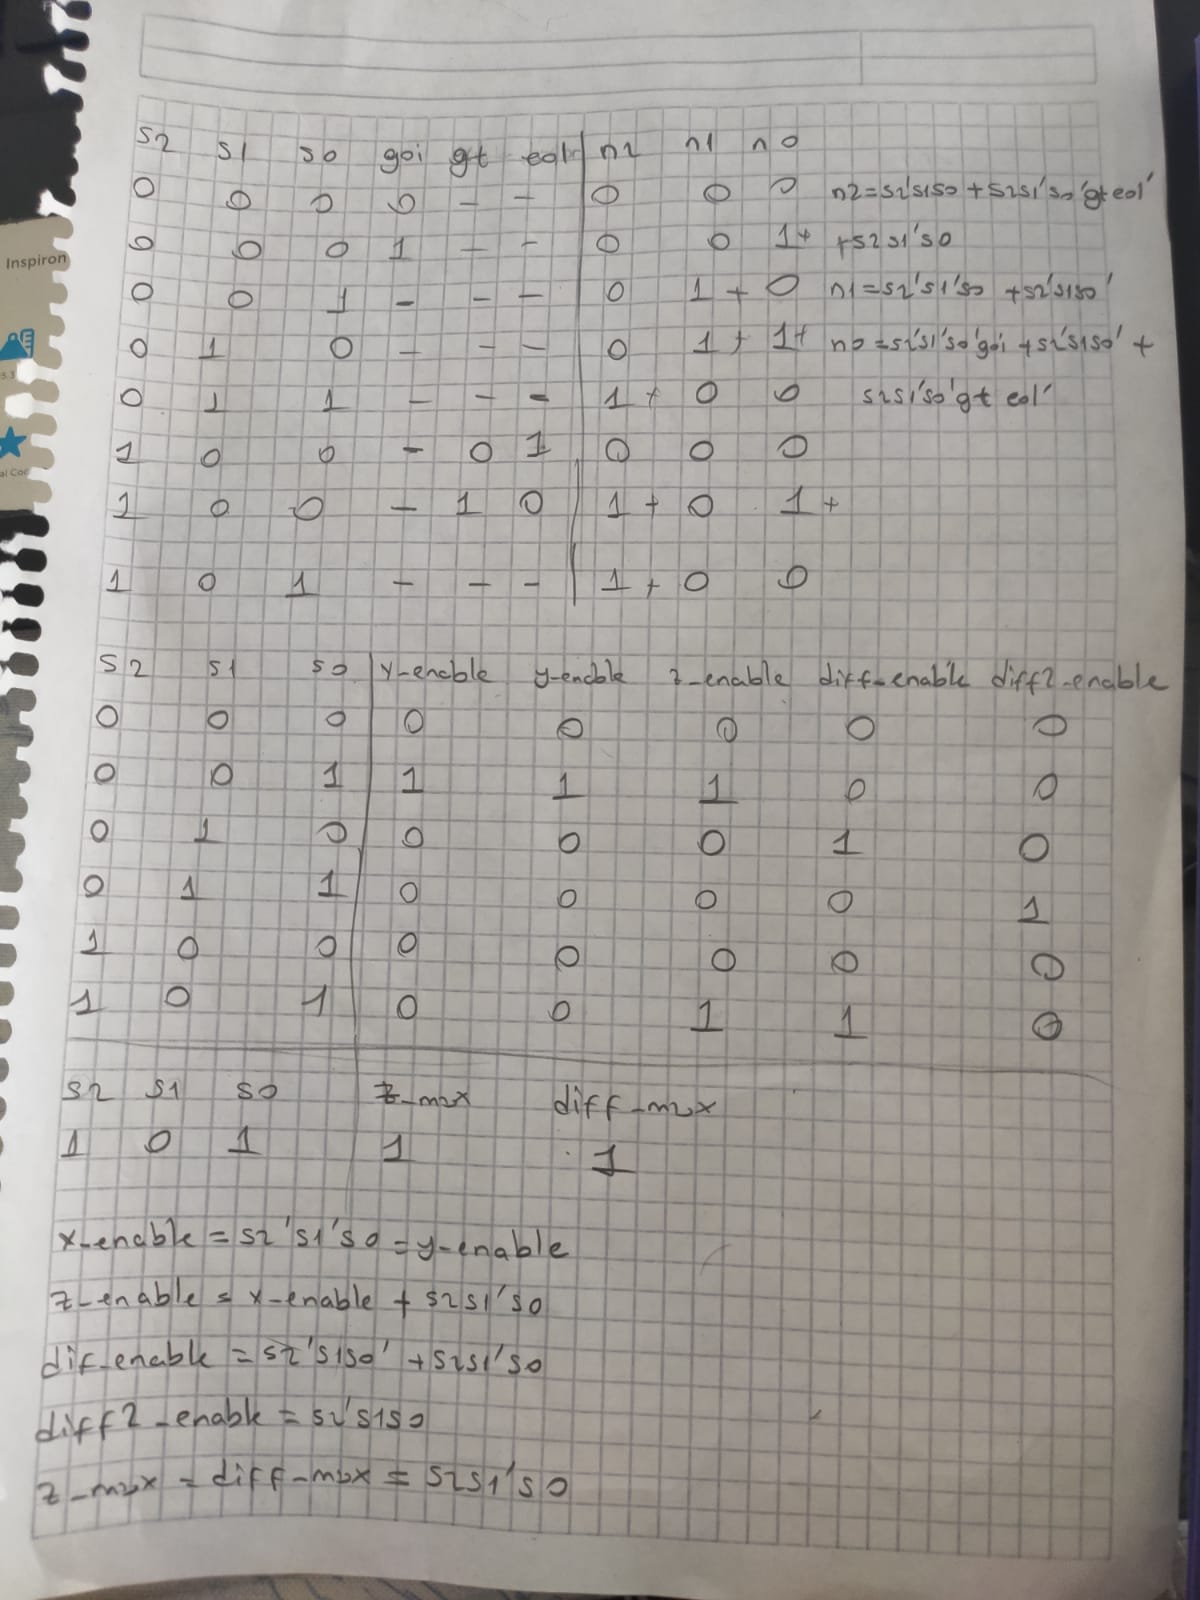 s2 s1 s0 goi gt eol n2 n1 n0
0 0 0 0 - - 0 0 0 n2=s2's1s0 + s2s1's0'gt eol'
0 0 0 1 - - 0 0 1+ +s2s1's0
0 0 1 - - - 0 1+ 0 n1=s2's1's0 +s2's1s0'
0 1 0 - - - 0 1+ 1+ n0=s2's1's0'goi +s2's1s0' +
0 1 1 - - - 1+ 0 0 s2s1's0'gt eol'
1 0 0 - 0 1 0 0 0
1 0 0 - 1 0 1+ 0 1+
1 0 1 - - - 1+ 0 0
s2 s1 s0 Y-enable y-enable z_enable diff-enable diff2-enable
0 0 0 0 0 0 0 0
0 0 1 1 1 1 0 0
0 1 0 0 0 0 1 0
0 1 1 0 0 0 0 1
1 0 0 0 0 0 0 0
1 0 1 0 0 1 1 0
s2 s1 s0 z_mux diff-mux
1 0 1 1 1
x-enable = s2's1's0 = y-enable
z-enable = x-enable + s2s1's0
dif-enable = s2's1s0' + s2s1's0
diff2-enable = s2's1s0
z_mux = diff-mux = s2s1's0
Inspiron